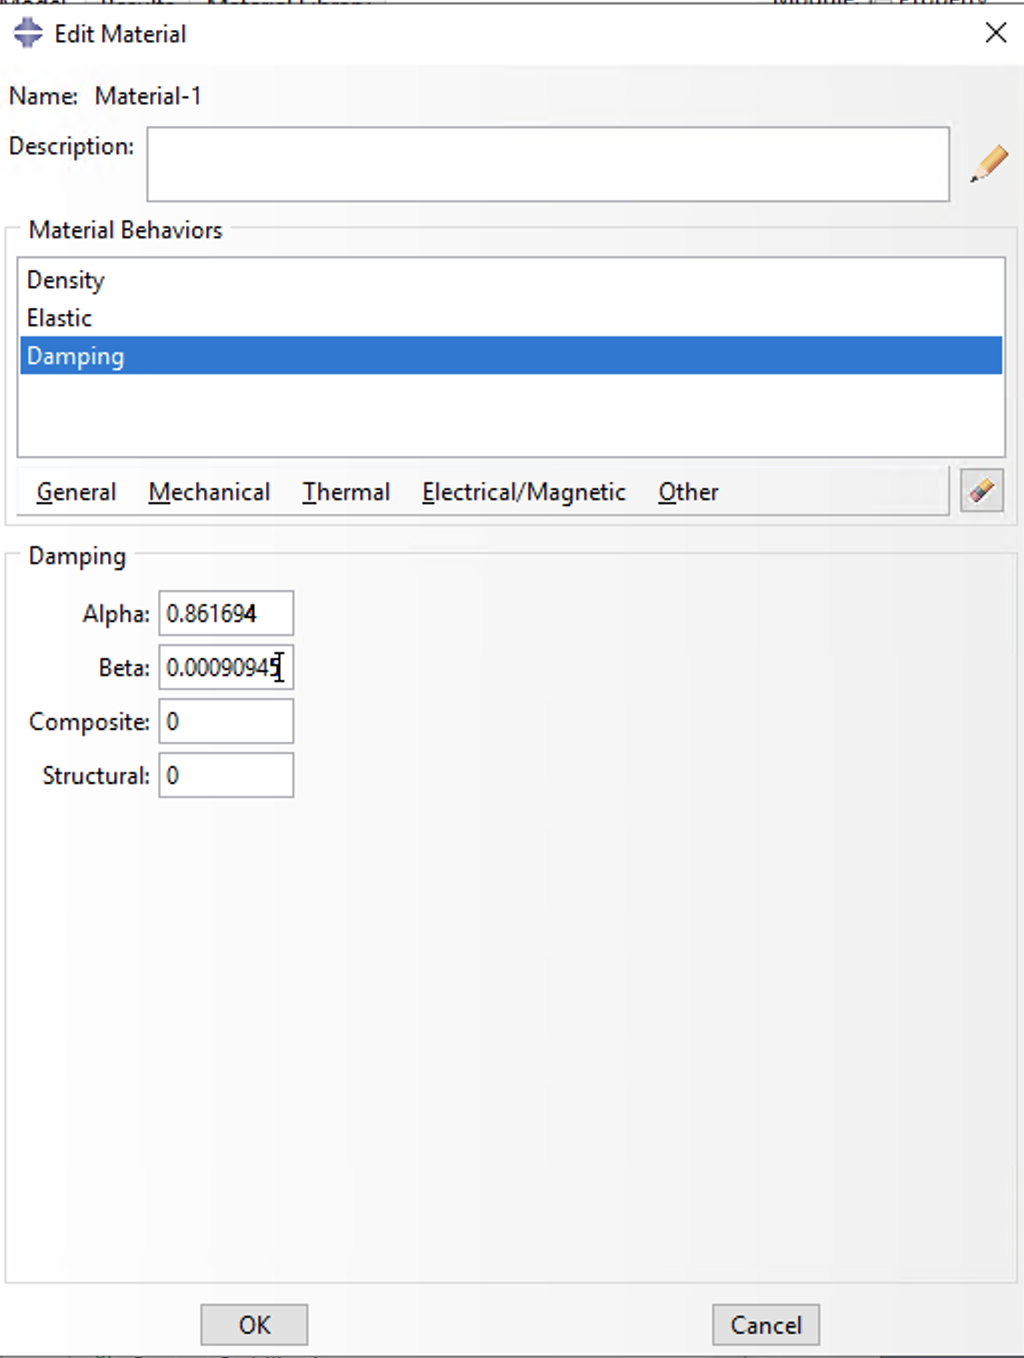 Edit Material
Name: Material-1
Description:
Material Behaviors
Density
Elastic
Damping
General Mechanical Thermal Electrical/Magnetic Other
Damping
Alpha: 0.861694
Beta: 0.00090945
Composite: 0
Structural: 0
OK Cancel